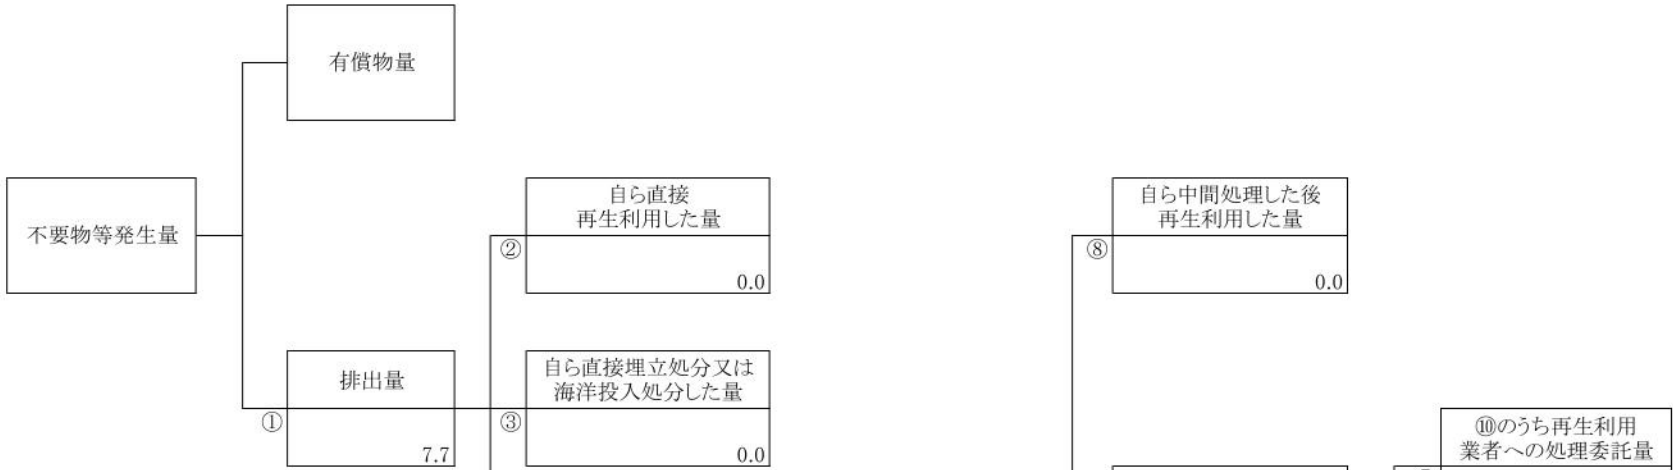 有償物量
不要物等発生量
自ら直接
再生利用した量
②
0.0
自ら中間処理した後
再生利用した量
⑧
0.0
排出量
①
7.7
自ら直接埋立処分又は
海洋投入処分した量
③
0.0
⑩のうち再生利用
業者への処理委託量